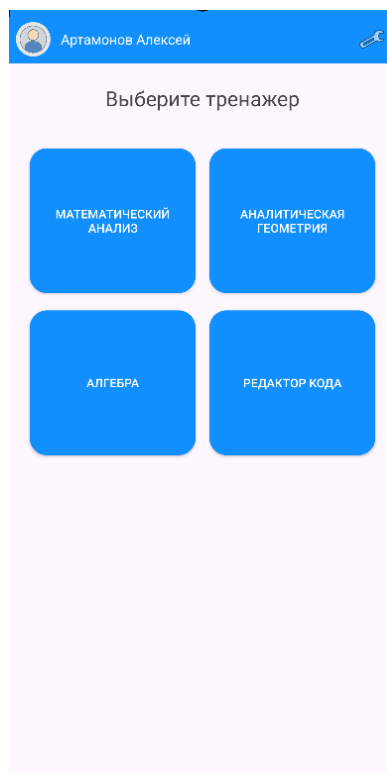 Артамонов Алексей
Выберите тренажер
МАТЕМАТИЧЕСКИЙ
АНАЛИЗ
АНАЛИТИЧЕСКАЯ
ГЕОМЕТРИЯ
АЛГЕБРА
РЕДАКТОР КОДА